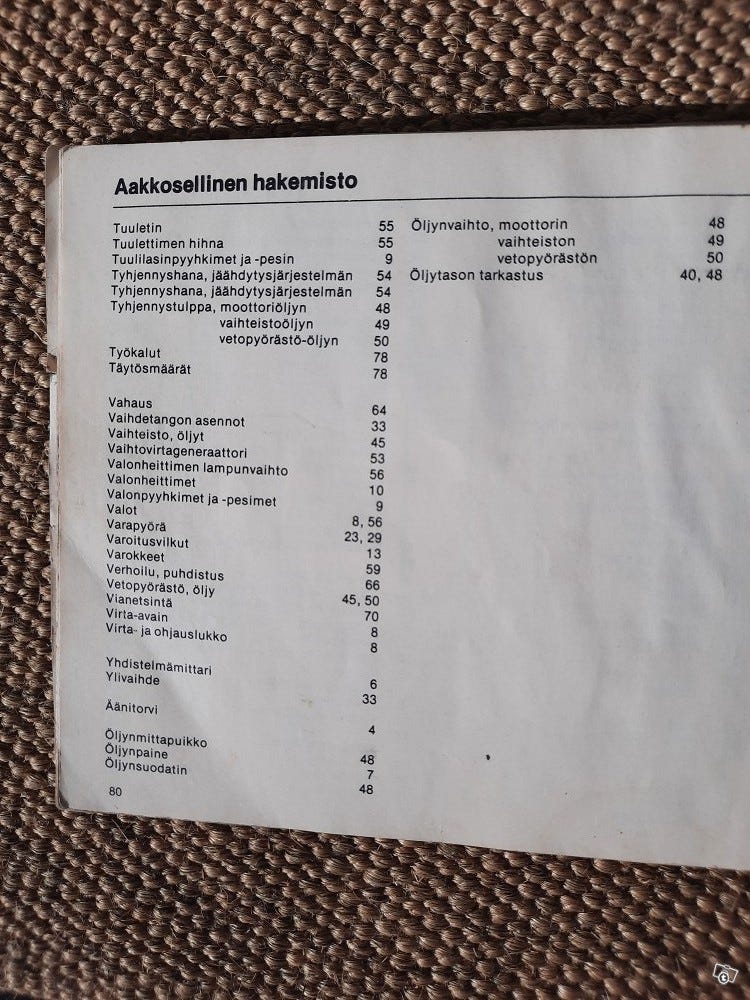 Aakkosellinen hakemisto
Tuuletin 55
Tuulettimen hihna 55
Tuulilasinpyyhkimet ja -pesin 9
Tyhjennyshana, jäähdytysjärjestelmän 54
Tyhjennyshana, jäähdytysjärjestelmän 54
Tyhjennystulppa, moottoriöljyn 48
vaihteistoöljyn 49
vetopyörästö-öljyn 50
Työkalut 78
Täytösmäärät 78
Vahaus 64
Vaihdetangon asennot 33
Vaihteisto, öljyt 45
Vaihtovirtageneraattori 53
Valonheittimen lampunvaihto 56
Valonheittimet 10
Valonpyyhkimet ja -pesimet 9
Valot 8, 56
Varapyörä 23, 29
Varoitusvilkut 13
Varokkeet 59
Verhoilu, puhdistus 66
Vetopyörästö, öljy 45, 50
Vianetsintä 70
Virta-avain 8
Virta- ja ohjauslukko 8
Yhdistelmämittari 6
Ylivaihde 33
Äänitorvi 4
Öljynmittapuikko 48
Öljynpaine 7
Öljynsuodatin 48
80
Öljynvaihto, moottorin 48
vaihteiston 49
vetopyörästön 50
Öljytason tarkastus 40, 48